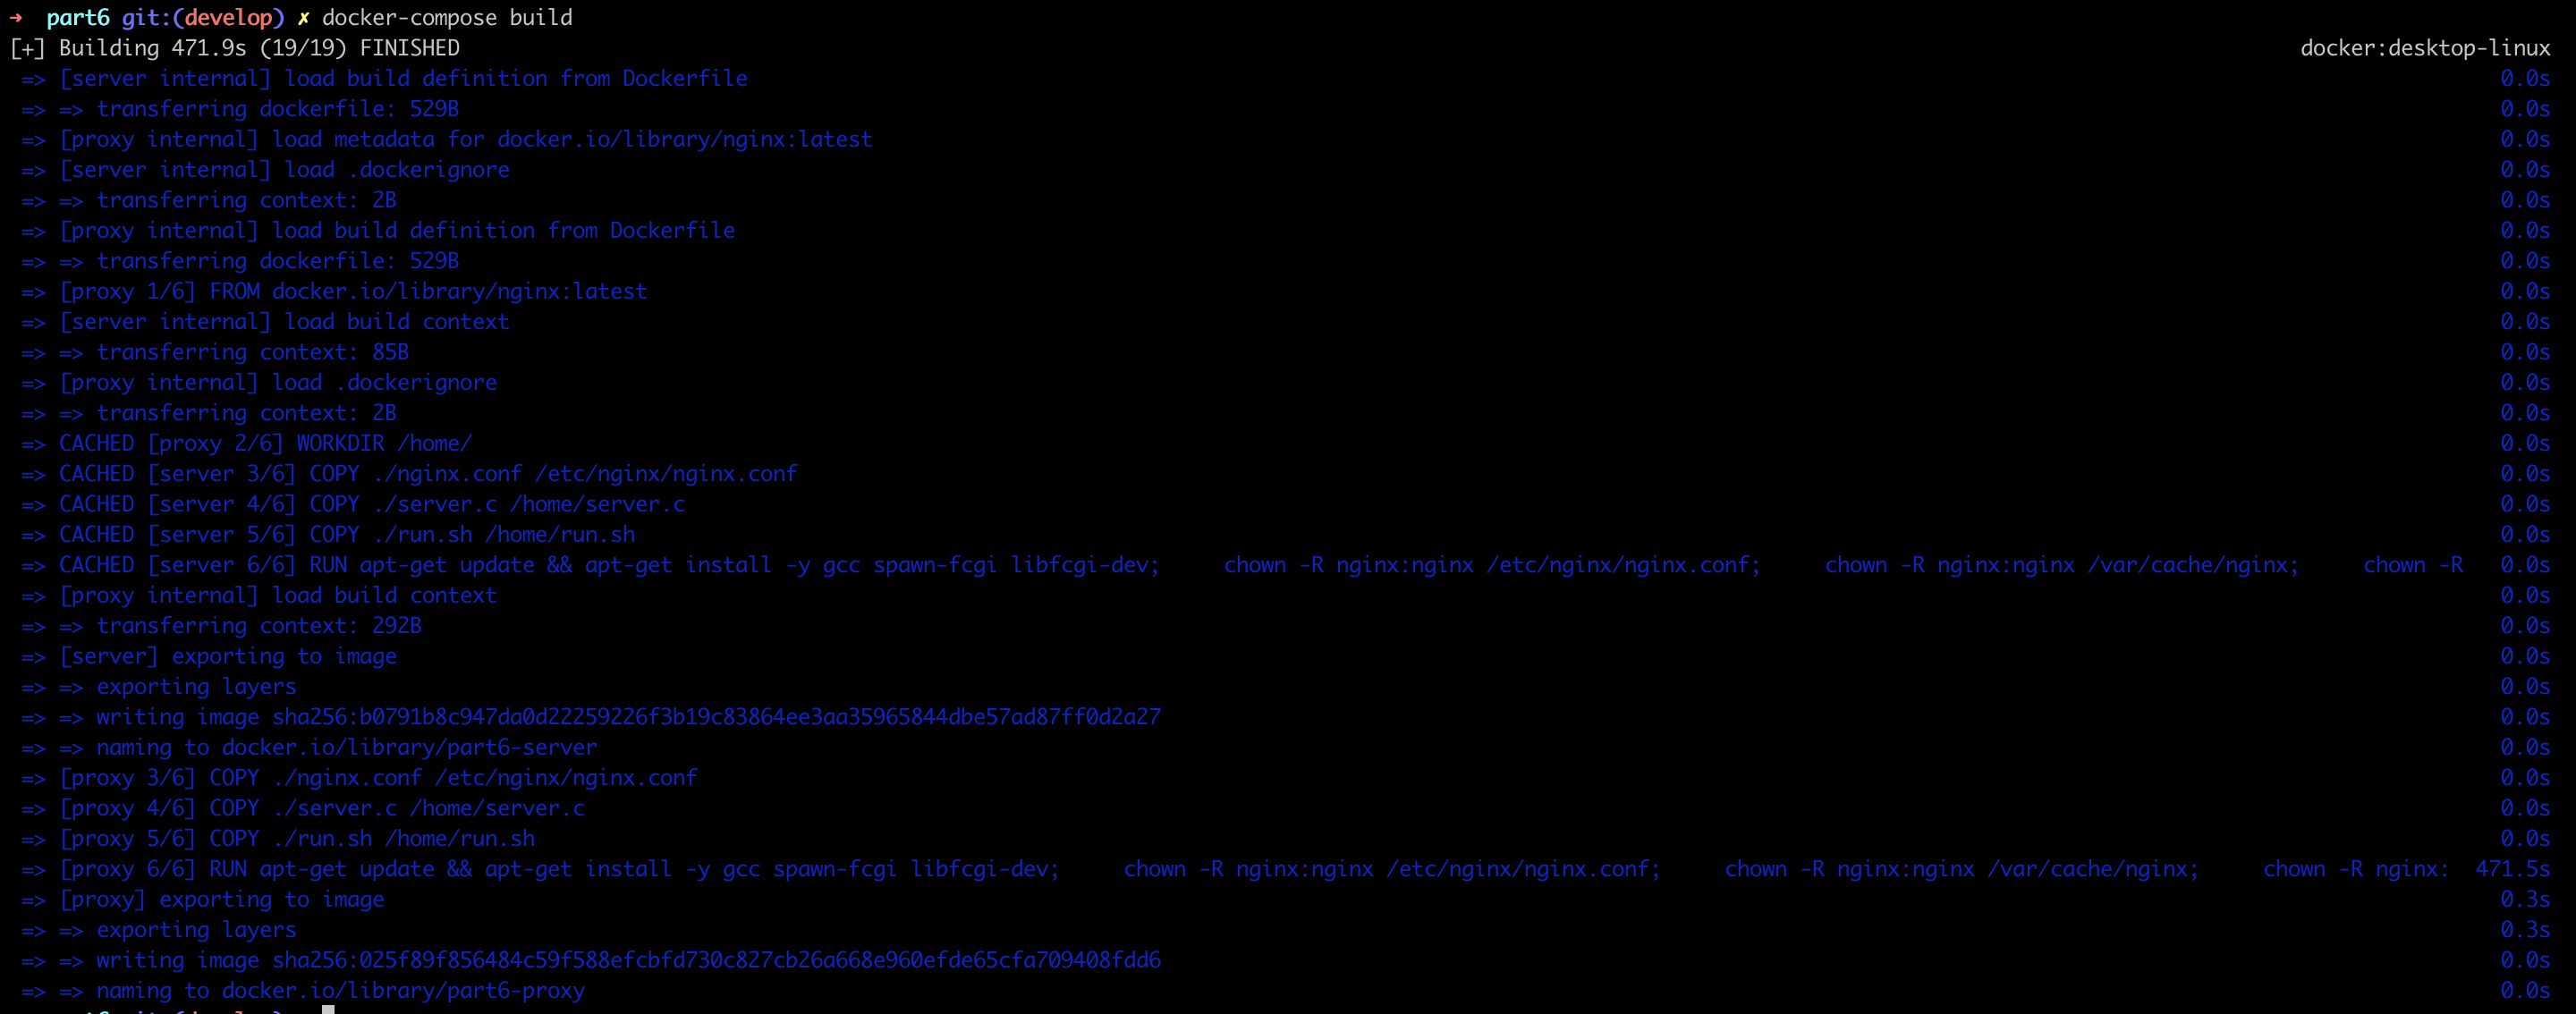 ➜  part6 git:(develop) ✗ docker-compose build
[+] Building 471.9s (19/19) FINISHED docker:desktop-linux
=> [server internal] load build definition from Dockerfile 0.0s
=> => transferring dockerfile: 529B 0.0s
=> [proxy internal] load metadata for docker.io/library/nginx:latest 0.0s
=> [server internal] load .dockerignore 0.0s
=> => transferring context: 2B 0.0s
=> [proxy internal] load build definition from Dockerfile 0.0s
=> => transferring dockerfile: 529B 0.0s
=> [proxy 1/6] FROM docker.io/library/nginx:latest 0.0s
=> [server internal] load build context 0.0s
=> => transferring context: 85B 0.0s
=> [proxy internal] load .dockerignore 0.0s
=> => transferring context: 2B 0.0s
=> CACHED [proxy 2/6] WORKDIR /home/ 0.0s
=> CACHED [server 3/6] COPY ./nginx.conf /etc/nginx/nginx.conf 0.0s
=> CACHED [server 4/6] COPY ./server.c /home/server.c 0.0s
=> CACHED [server 5/6] COPY ./run.sh /home/run.sh 0.0s
=> CACHED [server 6/6] RUN apt-get update && apt-get install -y gcc spawn-fcgi libfcgi-dev;     chown -R nginx:nginx /etc/nginx/nginx.conf;     chown -R nginx:nginx /var/cache/nginx;     chown -R 0.0s
=> [proxy internal] load build context 0.0s
=> => transferring context: 292B 0.0s
=> [server] exporting to image 0.0s
=> => exporting layers 0.0s
=> => writing image sha256:b0791b8c947da0d22259226f3b19c83864ee3aa35965844dbe57ad87ff0d2a27 0.0s
=> => naming to docker.io/library/part6-server 0.0s
=> [proxy 3/6] COPY ./nginx.conf /etc/nginx/nginx.conf 0.0s
=> [proxy 4/6] COPY ./server.c /home/server.c 0.0s
=> [proxy 5/6] COPY ./run.sh /home/run.sh 0.0s
=> [proxy 6/6] RUN apt-get update && apt-get install -y gcc spawn-fcgi libfcgi-dev;     chown -R nginx:nginx /etc/nginx/nginx.conf;     chown -R nginx:nginx /var/cache/nginx;     chown -R nginx: 471.5s
=> [proxy] exporting to image 0.3s
=> => exporting layers 0.3s
=> => writing image sha256:025f89f856484c59f588efcbfd730c827cb26a668e960efde65cfa709408fdd6 0.0s
=> => naming to docker.io/library/part6-proxy 0.0s